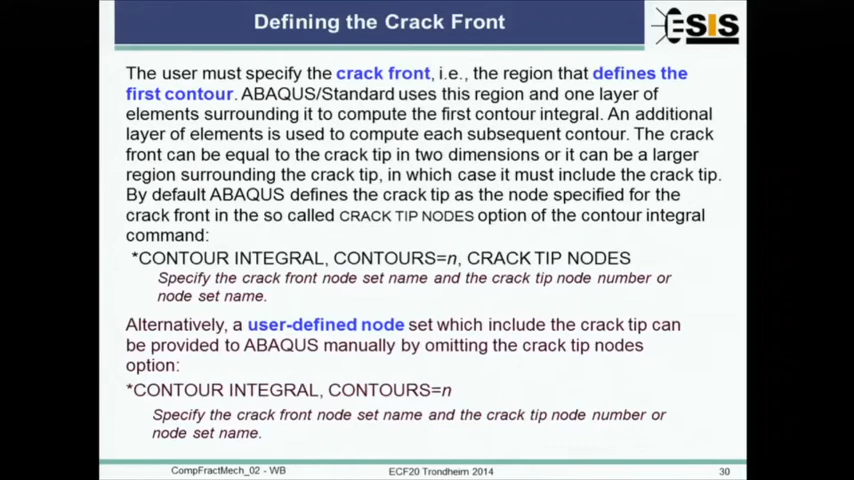 Defining the Crack Front
ESIS
The user must specify the crack front, i.e., the region that defines the
first contour. ABAQUS/Standard uses this region and one layer of
elements surrounding it to compute the first contour integral. An additional
layer of elements is used to compute each subsequent contour. The crack
front can be equal to the crack tip in two dimensions or it can be a larger
region surrounding the crack tip, in which case it must include the crack tip.
By default ABAQUS defines the crack tip as the node specified for the
crack front in the so called CRACK TIP NODES option of the contour integral
command:
*CONTOUR INTEGRAL, CONTOURS=n, CRACK TIP NODES
Specify the crack front node set name and the crack tip node number or
node set name.
Alternatively, a user-defined node set which include the crack tip can
be provided to ABAQUS manually by omitting the crack tip nodes
option:
*CONTOUR INTEGRAL, CONTOURS=n
Specify the crack front node set name and the crack tip node number or
node set name.
CompFractMech_02 - WB
ECF20 Trondheim 2014
30